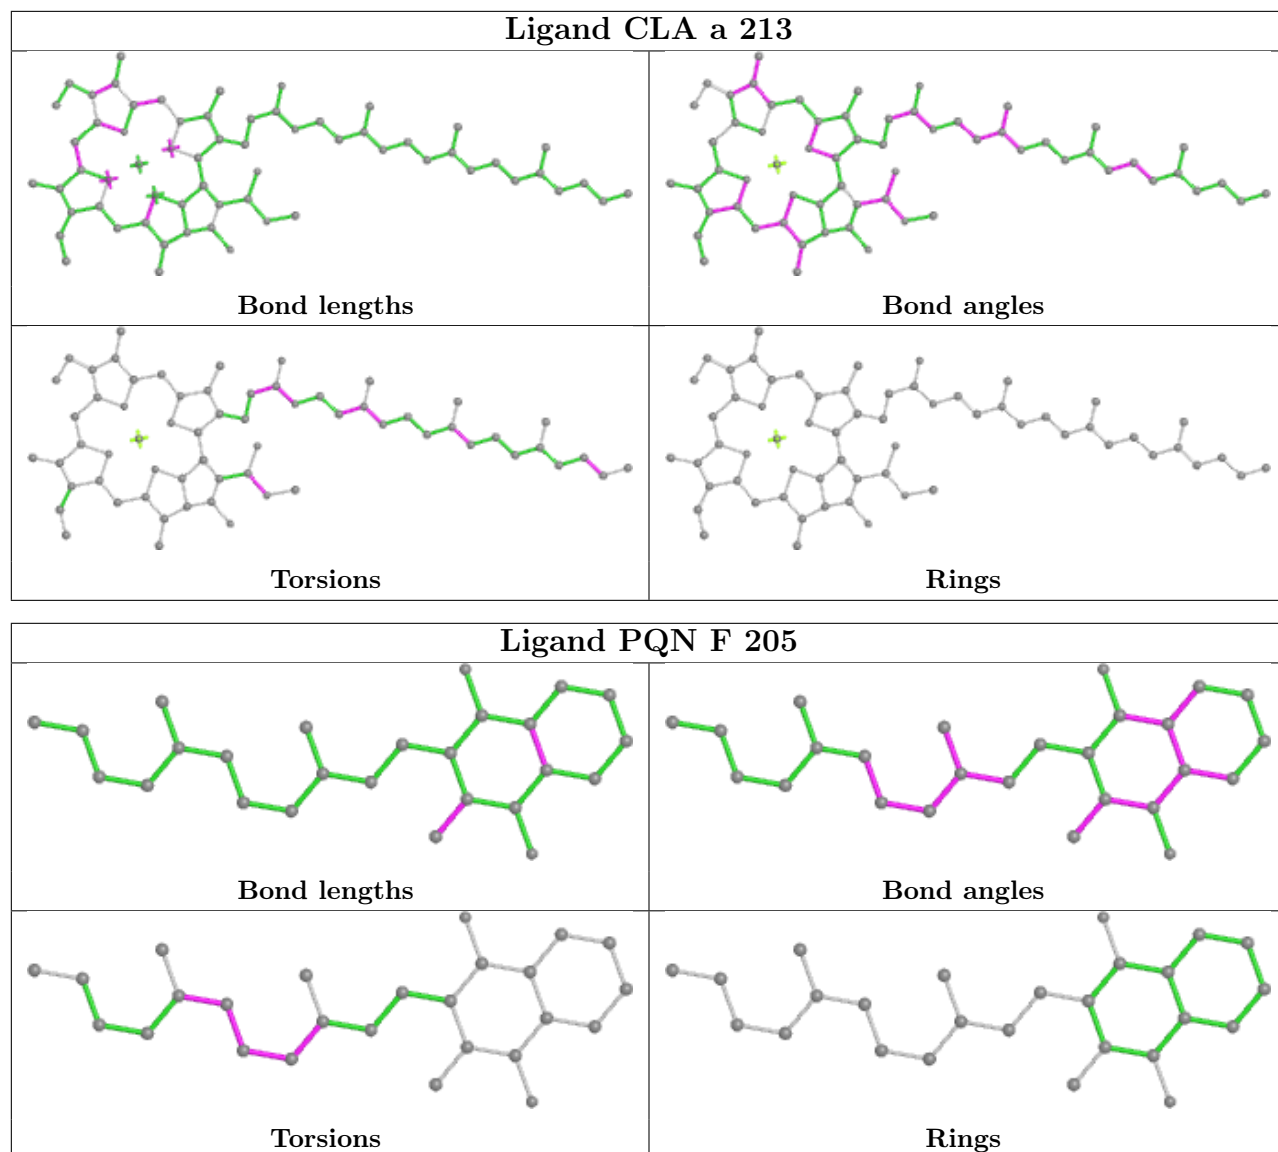 Ligand CLA a 213
Bond lengths
Bond angles
Torsions
Rings
Ligand PQN F 205
Bond lengths
Bond angles
Torsions
Rings